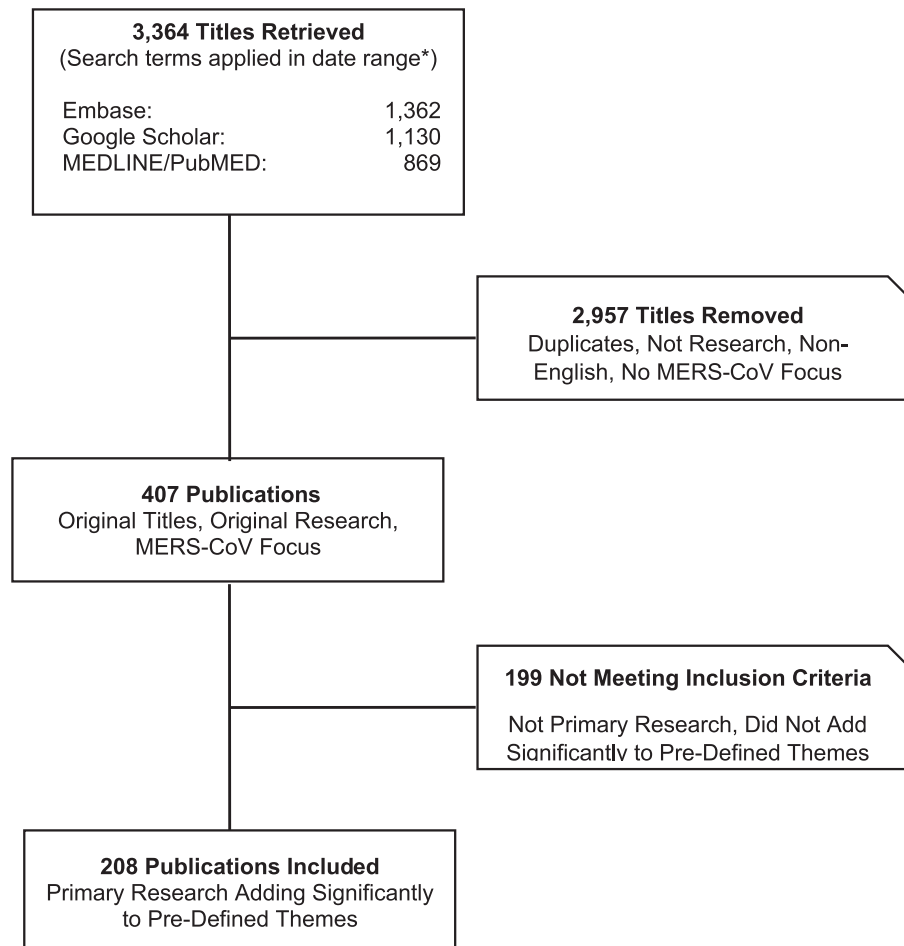 3,364 Titles Retrieved
(Search terms applied in date range*)
Embase: 1,362
Google Scholar: 1,130
MEDLINE/PubMED: 869
2,957 Titles Removed
Duplicates, Not Research, Non-
English, No MERS-CoV Focus
407 Publications
Original Titles, Original Research,
MERS-CoV Focus
199 Not Meeting Inclusion Criteria
Not Primary Research, Did Not Add
Significantly to Pre-Defined Themes
208 Publications Included
Primary Research Adding Significantly
to Pre-Defined Themes